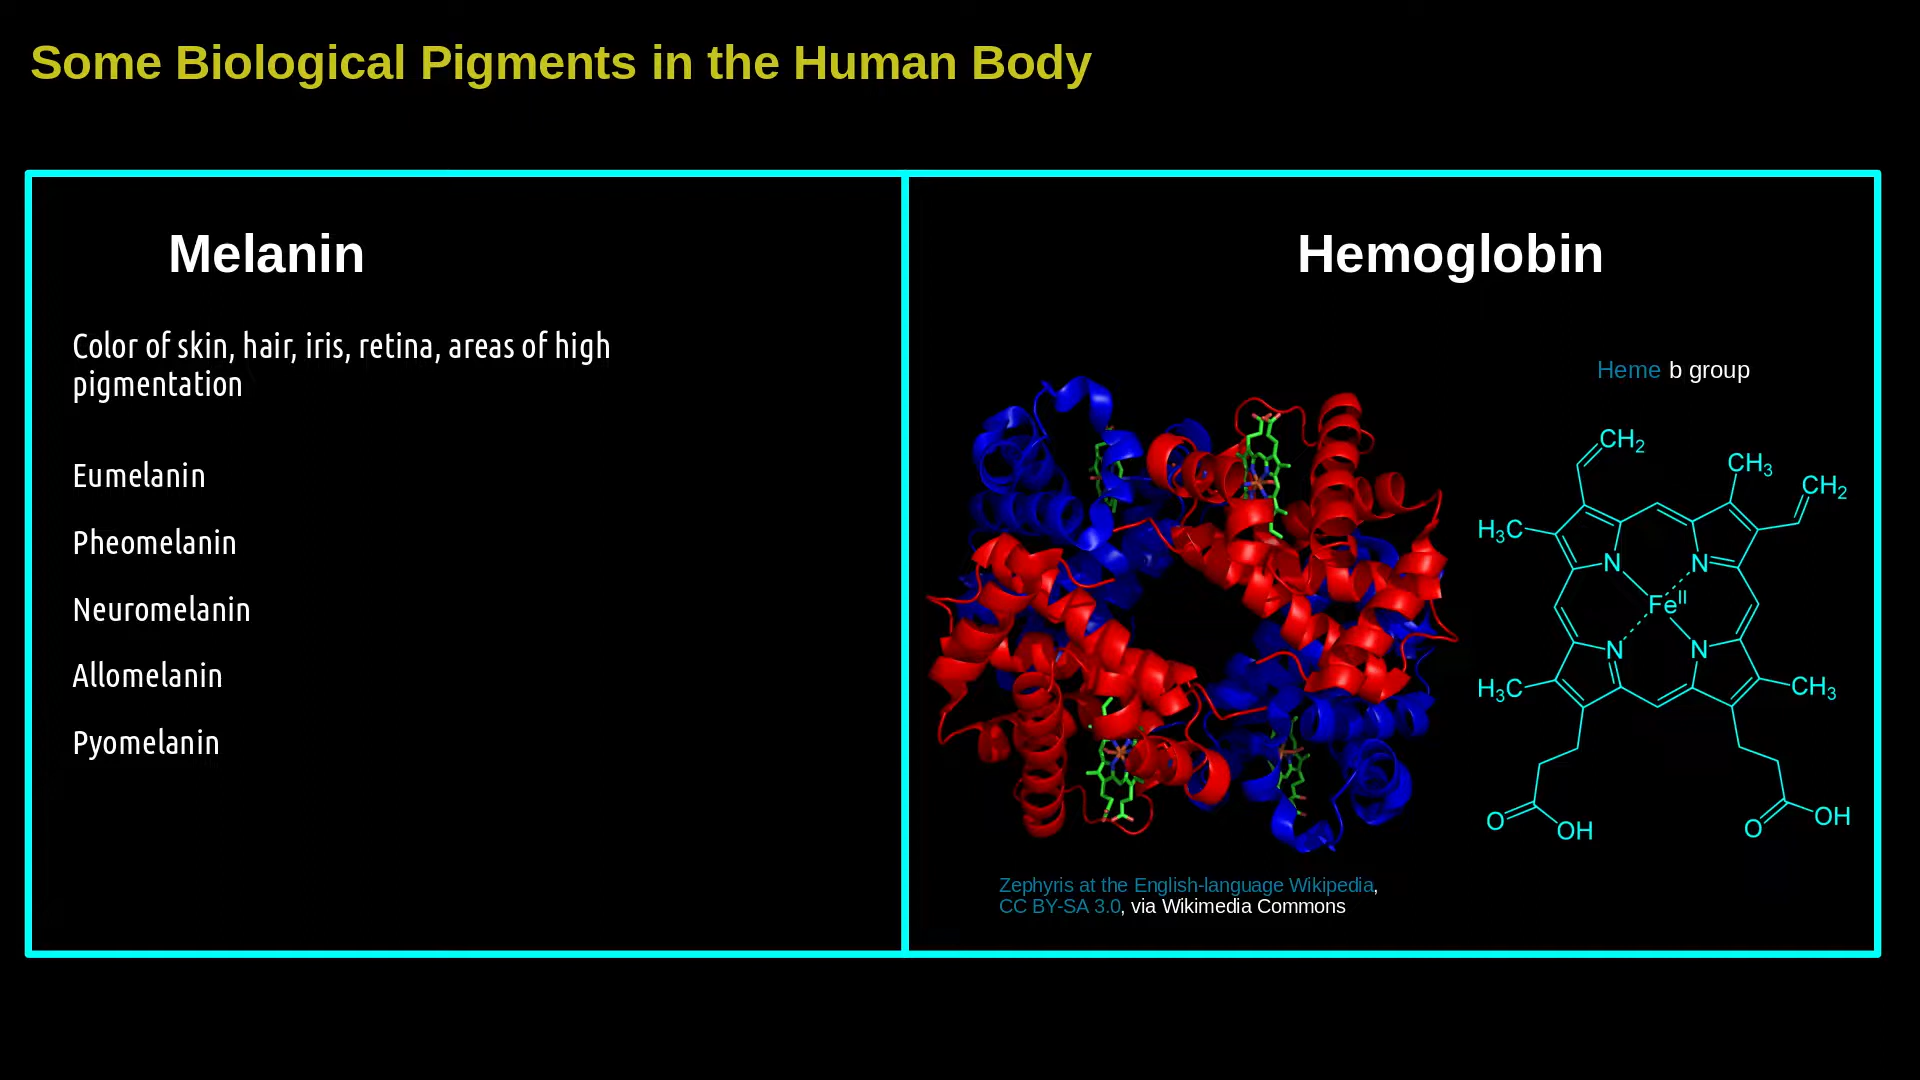 Some Biological Pigments in the Human Body
Melanin
Color of skin, hair, iris, retina, areas of high
pigmentation
Eumelanin
Pheomelanin
Neuromelanin
Allomelanin
Pyomelanin
Hemoglobin
Heme b group
CH2
CH3
CH2
H3C
N
N
FeII
N
N
H3C
CH3
O
OH
O
OH
Zephyris at the English-language Wikipedia,
CC BY-SA 3.0, via Wikimedia Commons